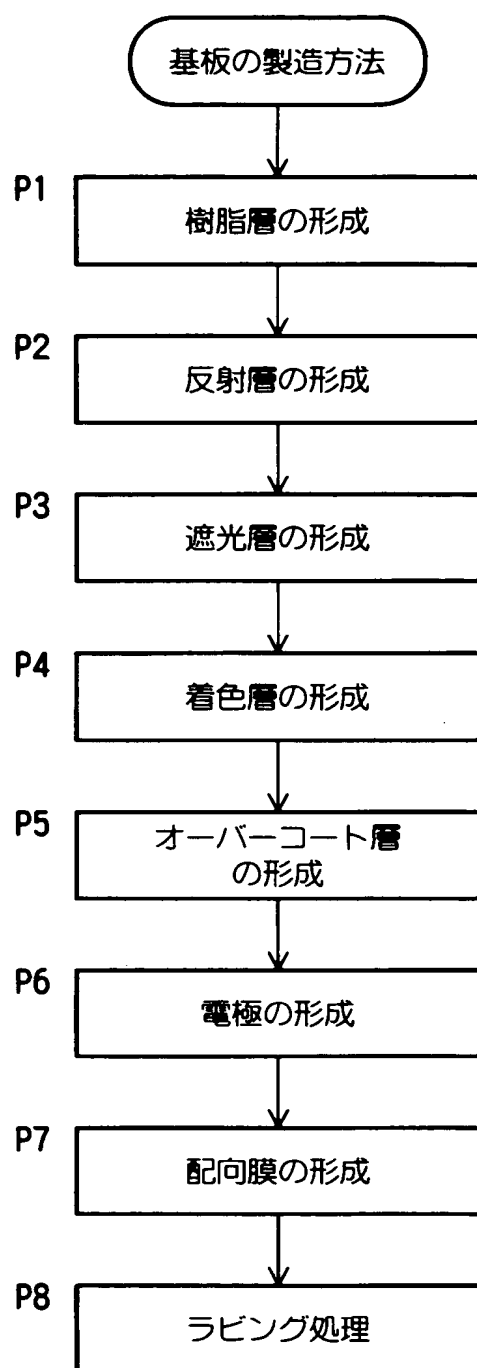 基板の製造方法
P1
樹脂層の形成
P2
反射層の形成
P3
遮光層の形成
P4
着色層の形成
P5
オーバーコート層
の形成
P6
電極の形成
P7
配向膜の形成
P8
ラビング処理